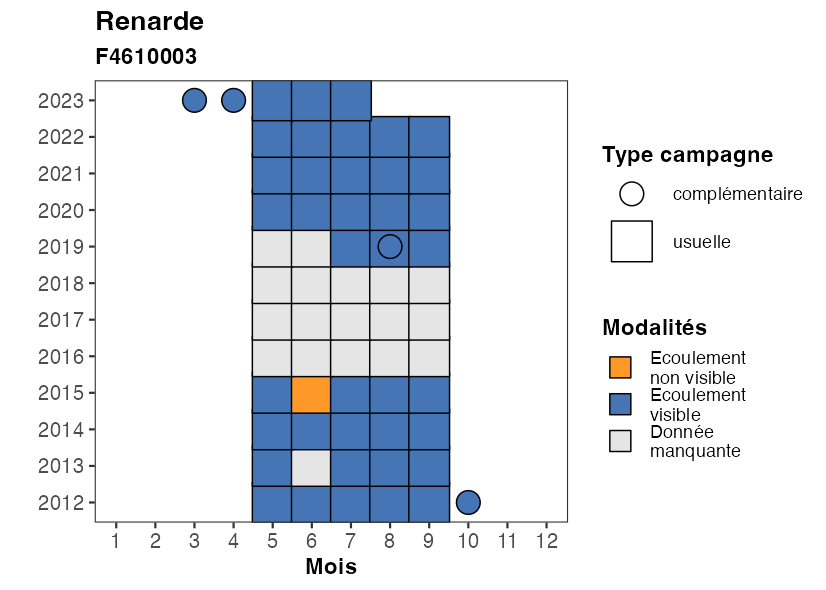 Renarde
F4610003
2023
2022
2021
2020
2019
2018
2017
2016
2015
2014
2013
2012
1 2 3 4 5 6 7 8 9 10 11 12
Mois
Type campagne
complémentaire
usuelle
Modalités
Ecoulement
non visible
Ecoulement
visible
Donnée
manquante